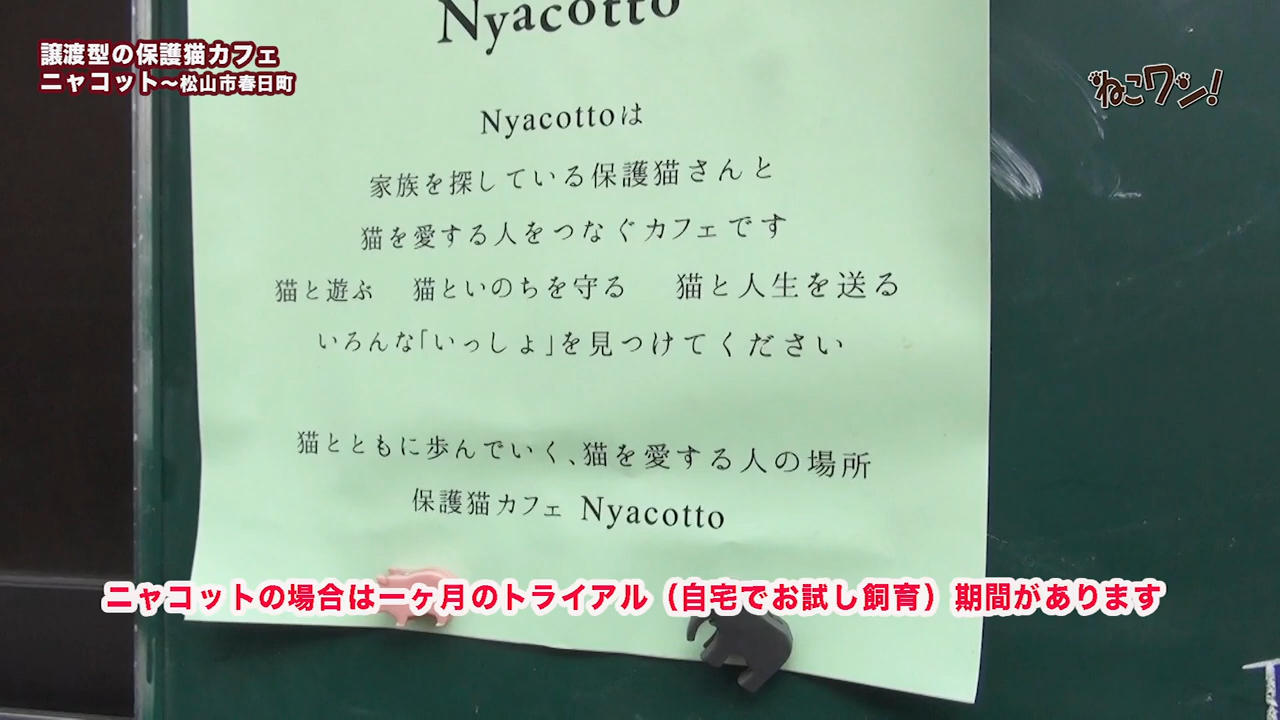 譲渡型の保護猫カフェ
ニャコット～松山市春日町
ねこワン!
Nyacotto
Nyacottoは
家族を探している保護猫さんと
猫を愛する人をつなぐカフェです
猫と遊ぶ 猫といのちを守る 猫と人生を送る
いろんな「いっしょ」を見つけてください
猫とともに歩んでいく、猫を愛する人の場所
保護猫カフェ Nyacotto
ニャコットの場合は一ヶ月のトライアル（自宅でお試し飼育）期間があります